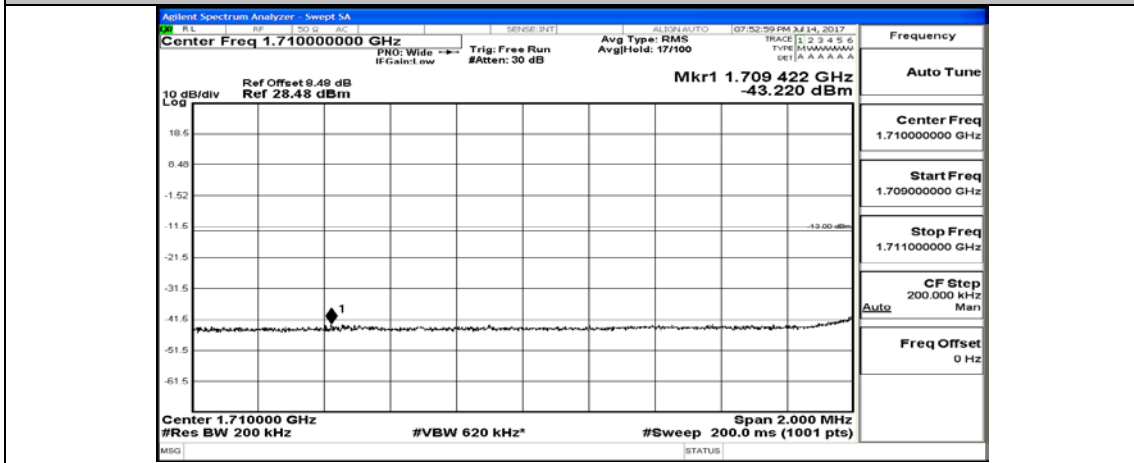 Agilent Spectrum Analyzer - Swept SA
RL RF 50 Ω AC SENSE:INT ALIGN AUTO 07:52:59 PM Jul 14, 2017
Center Freq 1.710000000 GHz
PNO: Wide
IFGain:Low
Trig: Free Run
#Atten: 30 dB
Avg Type: RMS
Avg|Hold: 17/100
TRACE 1 2 3 4 5 6
TYPE
DET A A A A A A
Mkr1 1.709 422 GHz
-43.220 dBm
Ref Offset 8.48 dB
10 dB/div Ref 28.48 dBm
Log
18.5
8.48
-1.52
-11.5
-13.00 dBm
-21.5
-31.5
-41.5
1
-51.5
-61.5
Center 1.710000 GHz Span 2.000 MHz
#Res BW 200 kHz #VBW 620 kHz* #Sweep 200.0 ms (1001 pts)
MSG STATUS
Frequency
Auto Tune
Center Freq
1.710000000 GHz
Start Freq
1.709000000 GHz
Stop Freq
1.711000000 GHz
CF Step
200.000 kHz
Auto Man
Freq Offset
0 Hz